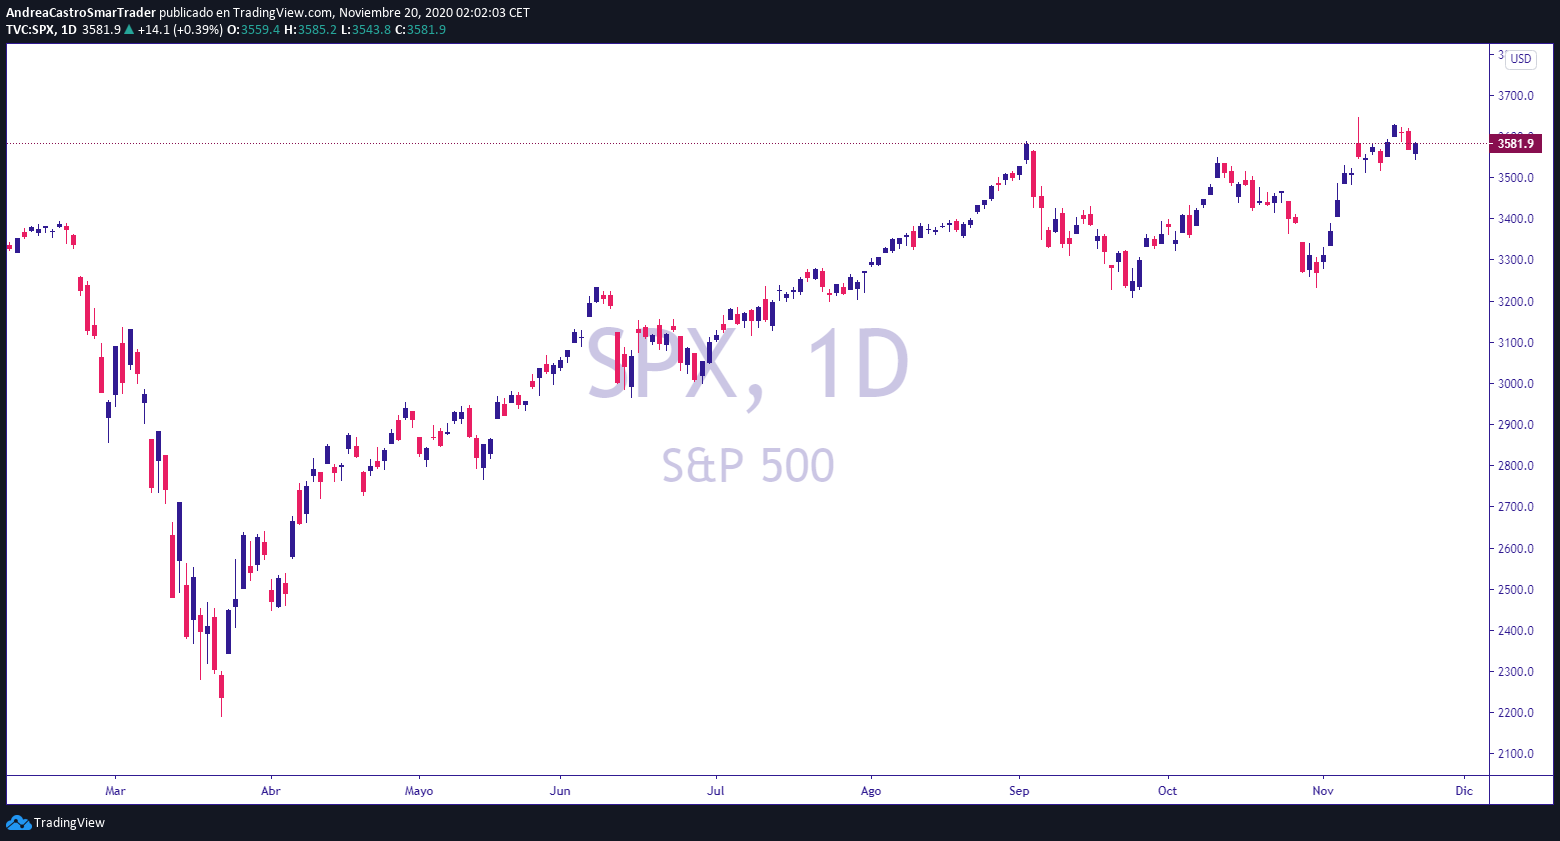 AndreaCastroSmarTrader publicado en TradingView.com, Noviembre 20, 2020 02:02:03 CET
TVC:SPX, 1D 3581.9 ▲ +14.1 (+0.39%) O:3559.4 H:3585.2 L:3543.8 C:3581.9
USD
3700.0
3581.9
3500.0
3400.0
3300.0
3200.0
3100.0
3000.0
2900.0
2800.0
2700.0
2600.0
2500.0
2400.0
2300.0
2200.0
2100.0
SPX, 1D
S&P 500
Mar Abr Mayo Jun Jul Ago Sep Oct Nov Dic
TradingView